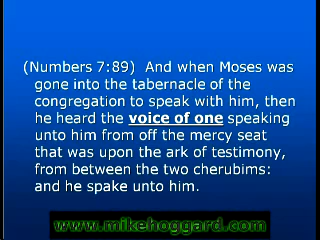 (Numbers 7:89)  And when Moses was
gone into the tabernacle of the
congregation to speak with him, then
he heard the voice of one speaking
unto him from off the mercy seat
that was upon the ark of testimony,
from between the two cherubims:
and he spake unto him.
www.mikehoggard.com